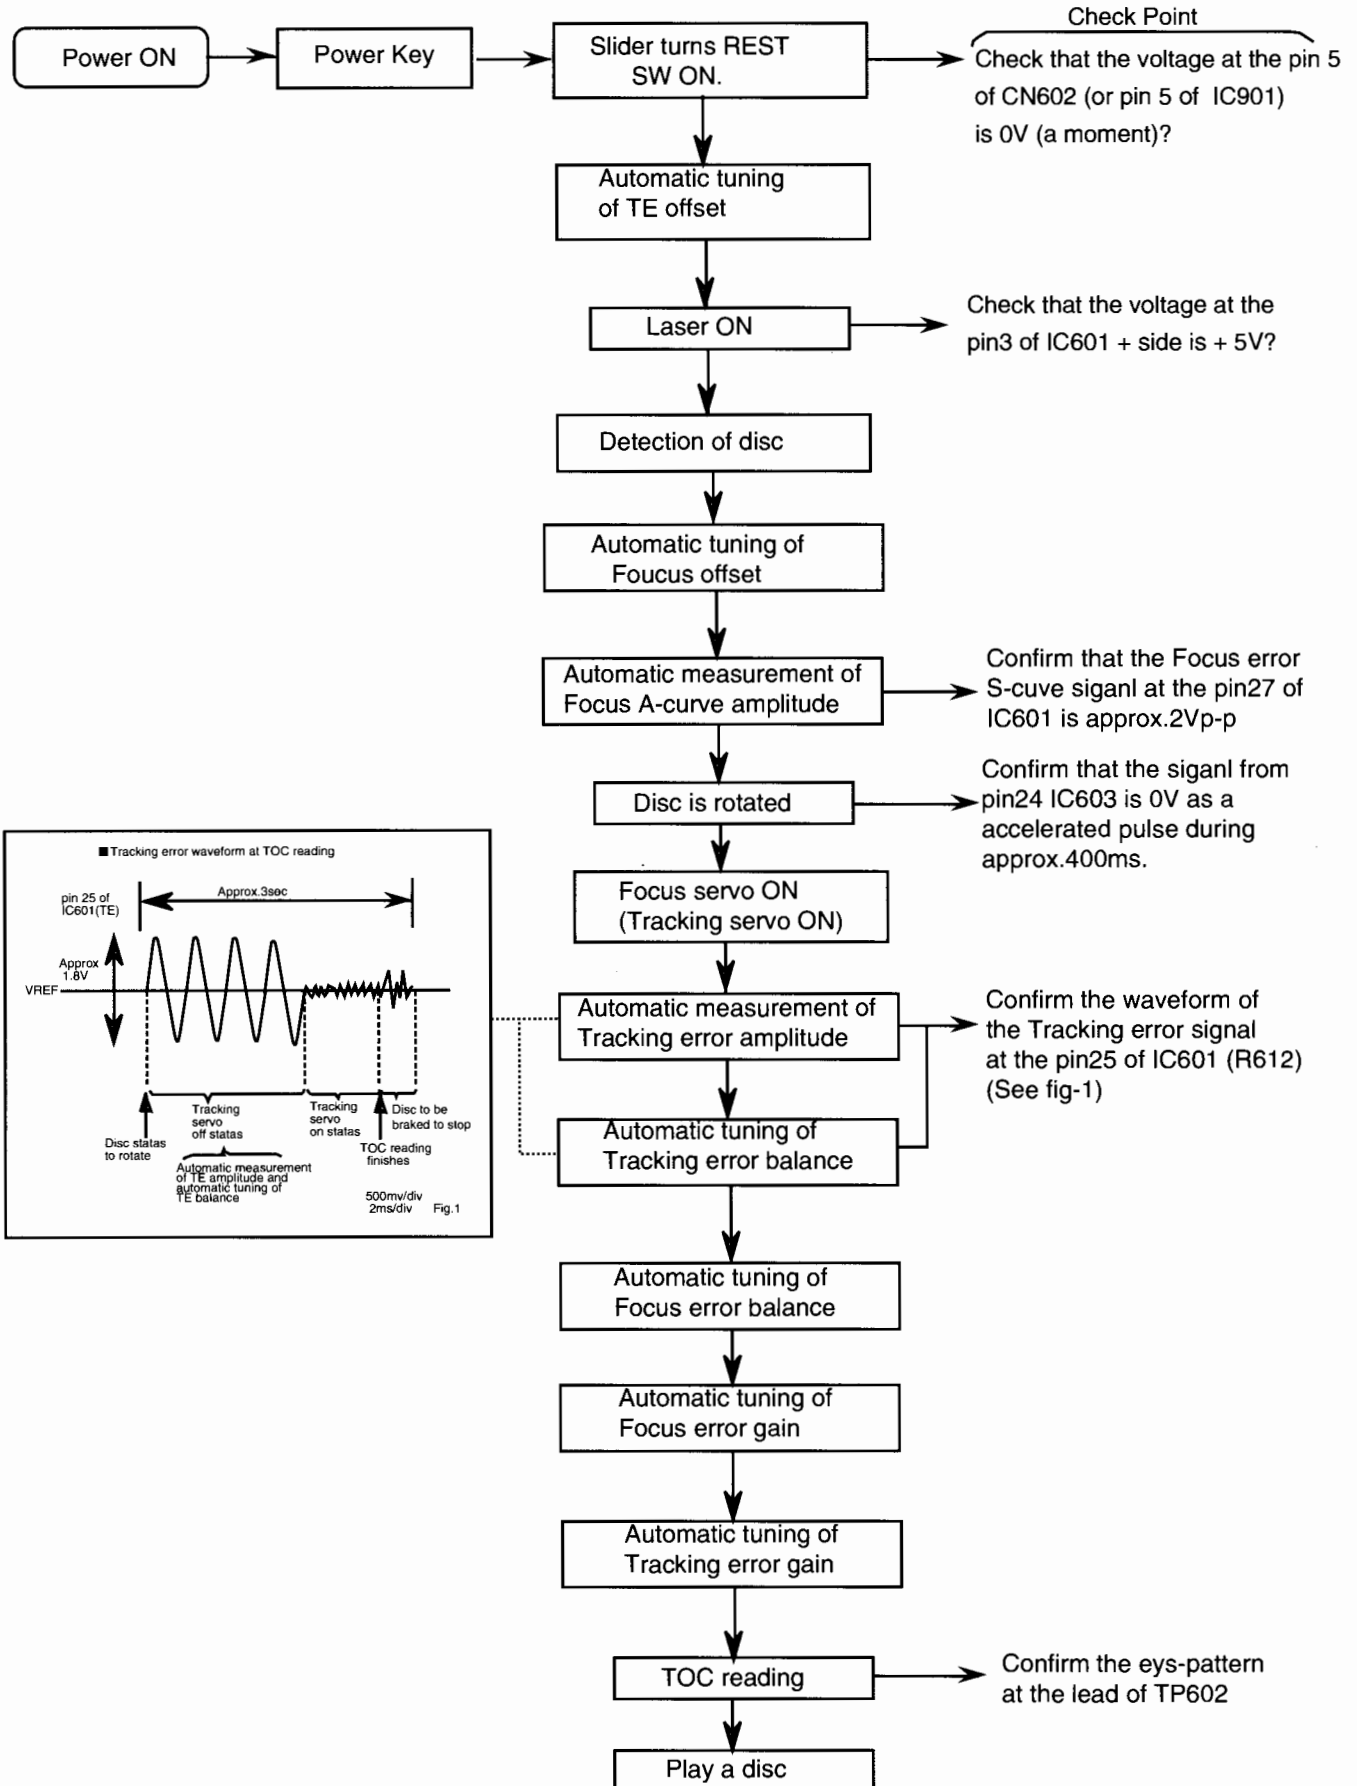 Check Point
Power ON
Power Key
Slider turns REST
SW ON.
Check that the voltage at the pin 5
of CN602 (or pin 5 of IC901)
is 0V (a moment)?
Automatic tuning
of TE offset
Laser ON
Check that the voltage at the
pin3 of IC601 + side is + 5V?
Detection of disc
Automatic tuning of
Foucus offset
Automatic measurement of
Focus A-curve amplitude
Confirm that the Focus error
S-cuve siganl at the pin27 of
IC601 is approx.2Vp-p
Disc is rotated
Confirm that the siganl from
pin24 IC603 is 0V as a
accelerated pulse during
approx.400ms.
Focus servo ON
(Tracking servo ON)
■ Tracking error waveform at TOC reading
pin 25 of
IC601(TE)
Approx.3sec
Approx
1.8V
VREF
Disc statas
to rotate
Tracking
servo
off statas
Tracking
servo
on statas
Disc to be
braked to stop
TOC reading
finishes
Automatic measurement
of TE amplitude and
automatic tuning of
TE balance
500mv/div
2ms/div
Fig.1
Automatic measurement of
Tracking error amplitude
Confirm the waveform of
the Tracking error signal
at the pin25 of IC601 (R612)
(See fig-1)
Automatic tuning of
Tracking error balance
Automatic tuning of
Focus error balance
Automatic tuning of
Focus error gain
Automatic tuning of
Tracking error gain
TOC reading
Confirm the eys-pattern
at the lead of TP602
Play a disc